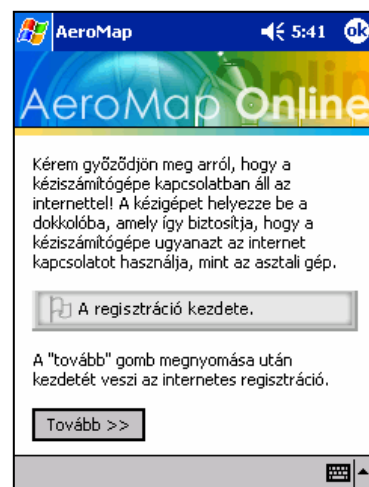 AeroMap 5:41 ok
Online
AeroMap Online
Kérem győződjön meg arról, hogy a
kéziszámítógépe kapcsolatban áll az
internettel! A kézigépet helyezze be a
dokkolóba, amely így biztosítja, hogy a
kéziszámítógépe ugyanazt az internet
kapcsolatot használja, mint az asztali gép.
A regisztráció kezdete.
A "tovább" gomb megnyomása után
kezdetét veszi az internetes regisztráció.
Tovább >>